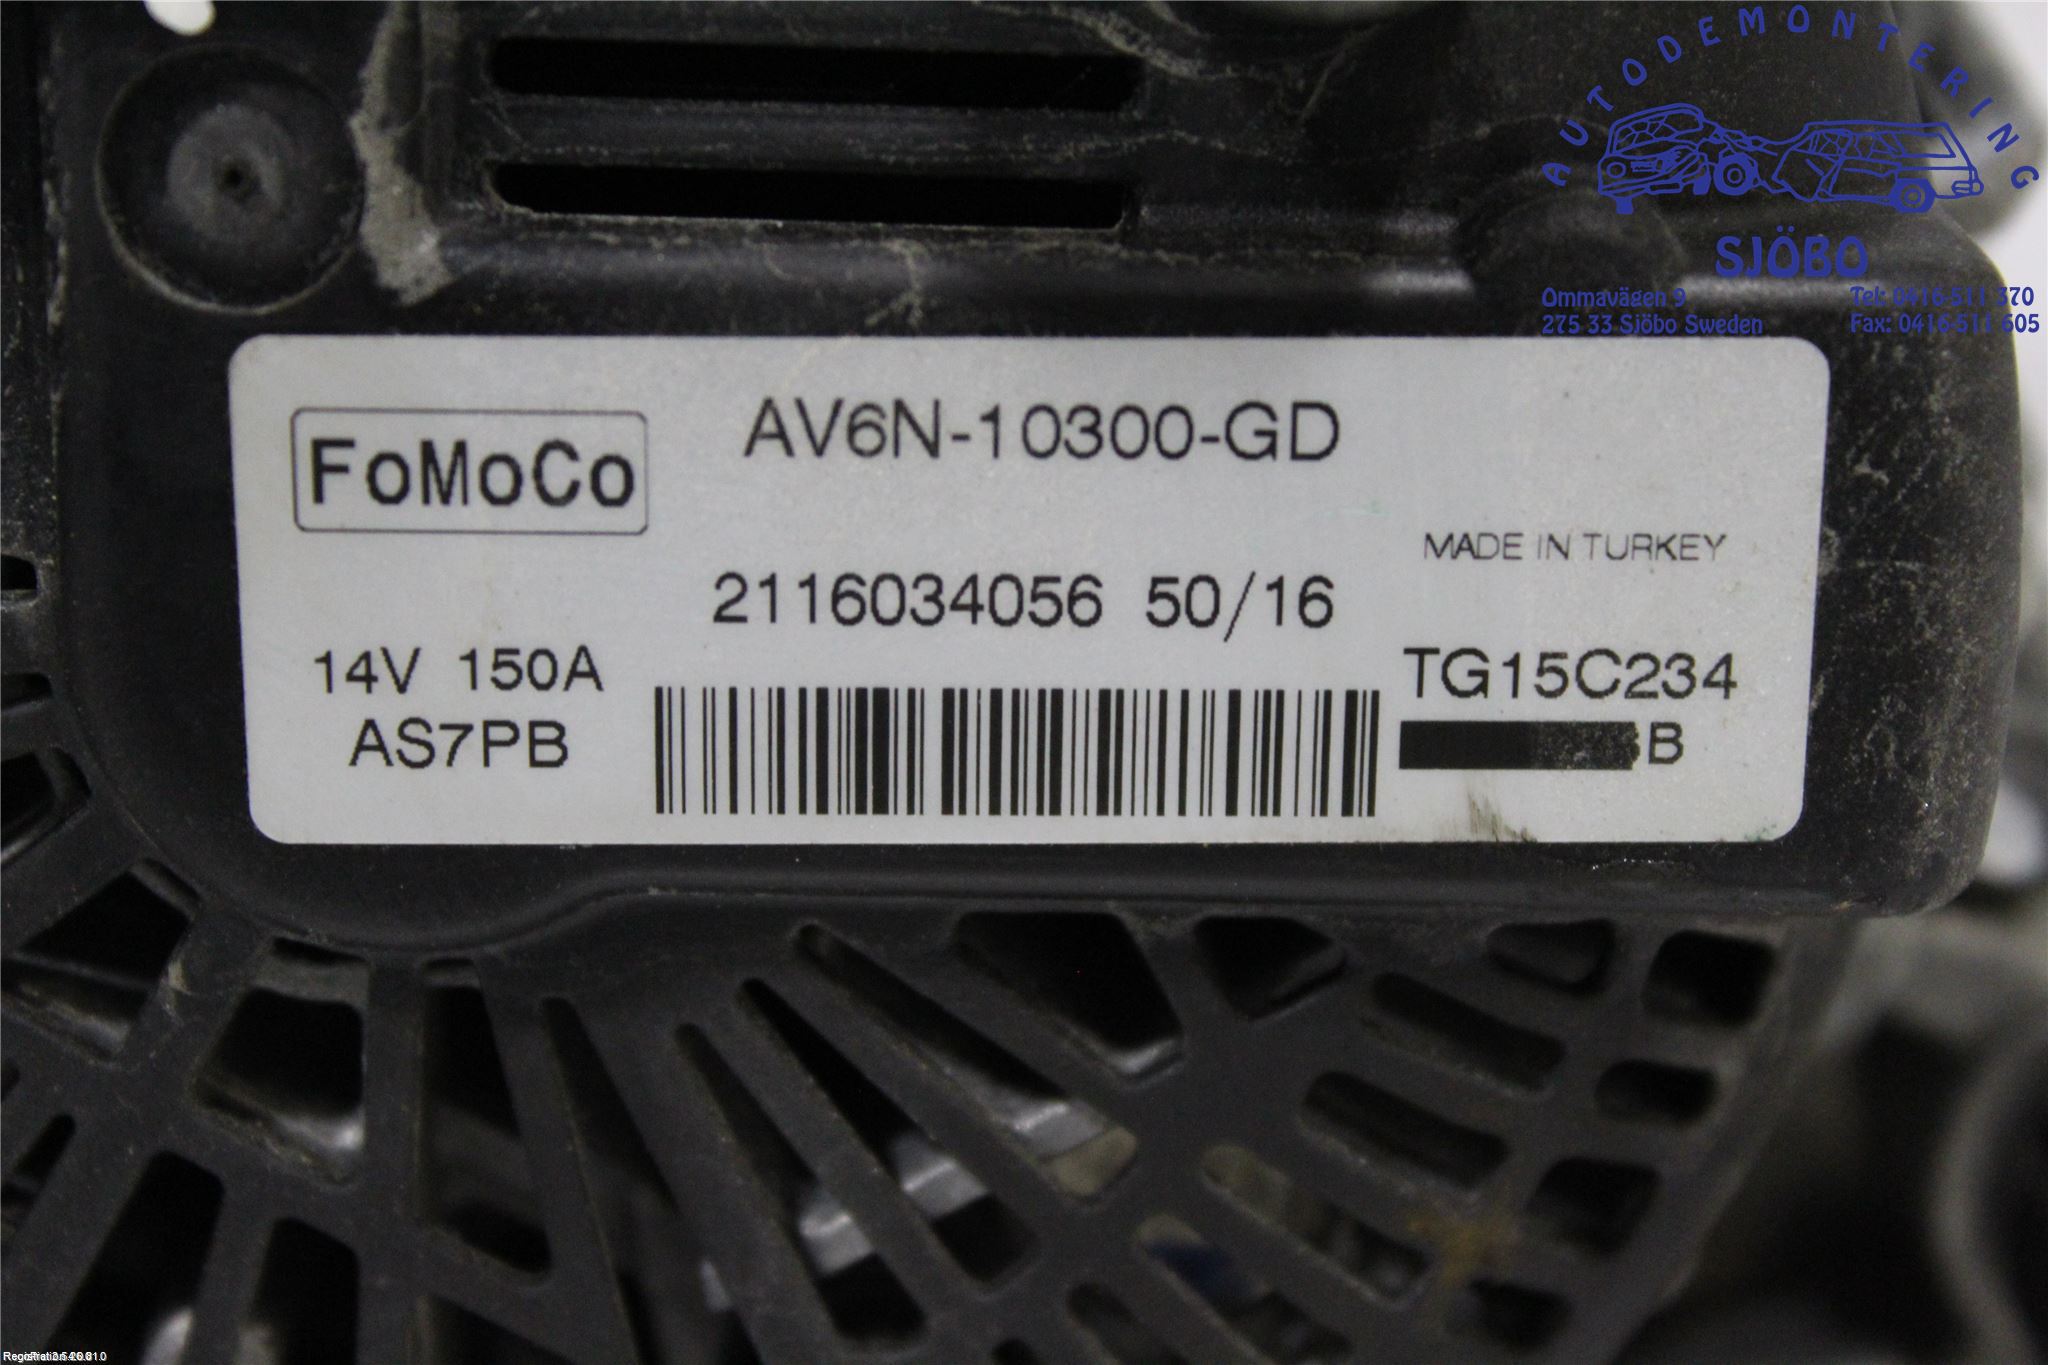 AUTODEMONTERING
SJÖBO
Ommavägen 9 Tel: 0416-511 370
275 33 Sjöbo Sweden Fax: 0416-511 605
FoMoCo
AV6N-10300-GD
MADE IN TURKEY
2116034056 50/16
14V 150A
TG15C234
AS7PB
B